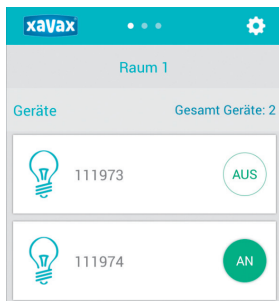 xavax
Raum 1
Geräte Gesamt Geräte: 2
111973 AUS
111974 AN